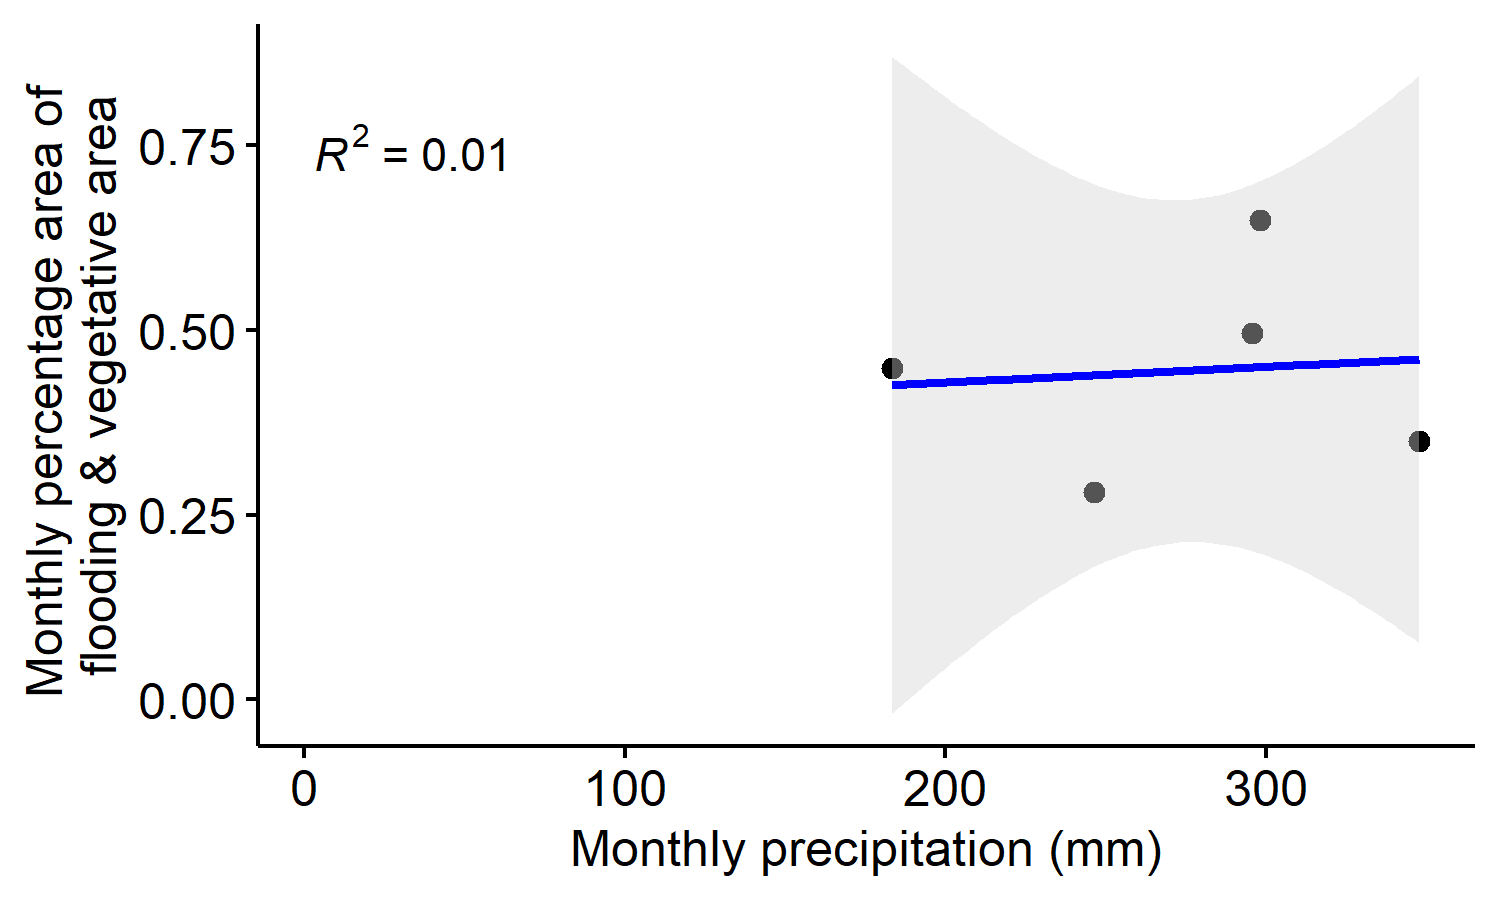 Monthly percentage area of
flooding & vegetative area
0.75
0.50
0.25
0.00
R² = 0.01
0 100 200 300
Monthly precipitation (mm)